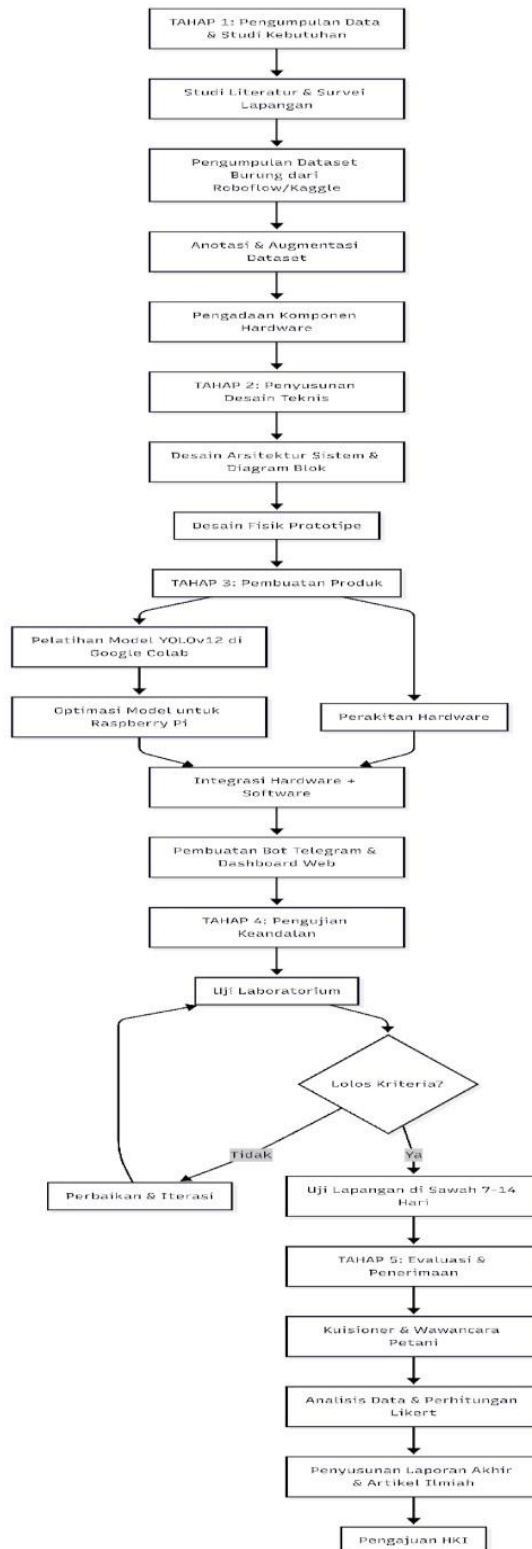 TAHAP 1: Pengumpulan Data
& Studi Kebutuhan
Studi Literatur & Survei
Lapangan
Pengumpulan Dataset
Burung dari
Roboflow/Kaggle
Anotasi & Augmentasi
Dataset
Pengadaan Komponen
Hardware
TAHAP 2: Penyusunan
Desain Teknis
Desain Arsitektur Sistem &
Diagram Blok
Desain Fisik Prototipe
TAHAP 3: Pembuatan Produk
Pelatihan Model YOLOv12 di
Google Colab
Optimasi Model untuk
Raspberry Pi
Perakitan Hardware
Integrasi Hardware +
Software
Pembuatan Bot Telegram &
Dashboard Web
TAHAP 4: Pengujian
Keandalan
Uji Laboratorium
Lolos Kriteria?
Tidak
Ya
Perbaikan & Iterasi
Uji Lapangan di Sawah 7-14
Hari
TAHAP 5: Evaluasi &
Penerimaan
Kuisioner & Wawancara
Petani
Analisis Data & Perhitungan
Likert
Penyusunan Laporan Akhir
& Artikel Ilmiah
Pengajuan HKI